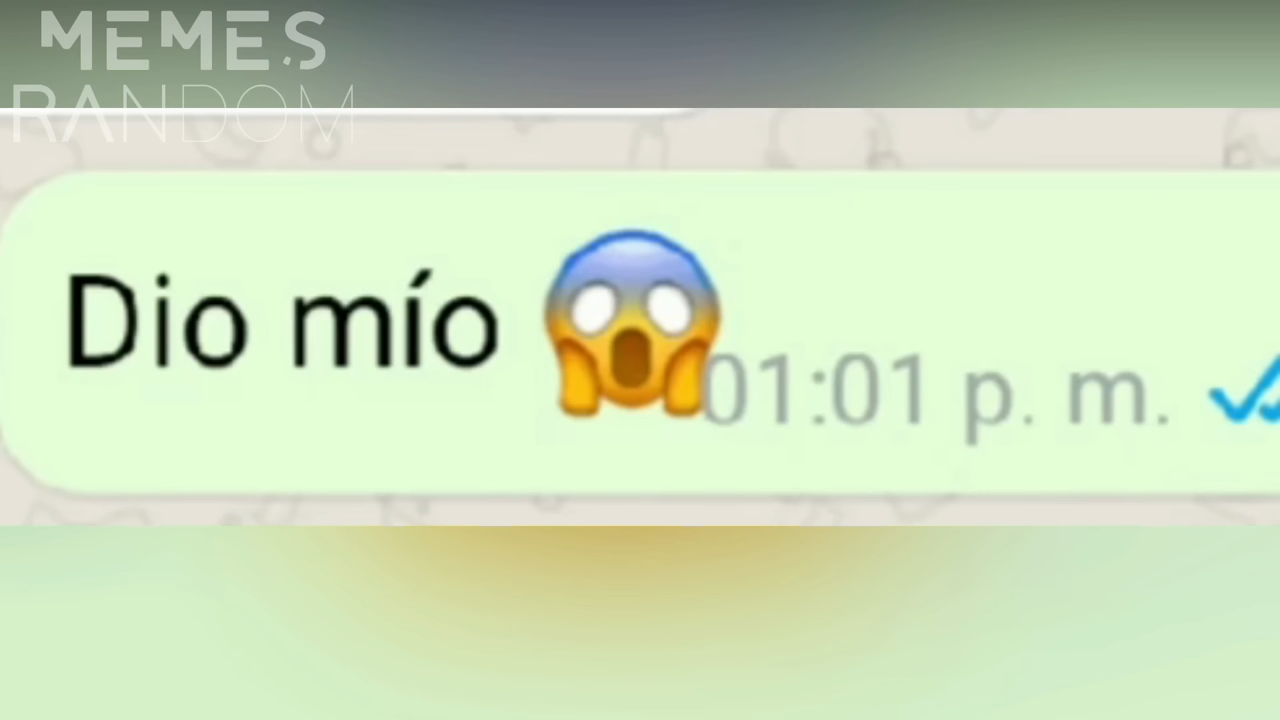 MEMES
RANDOM
Dio mío 😱
01:01 p. m.